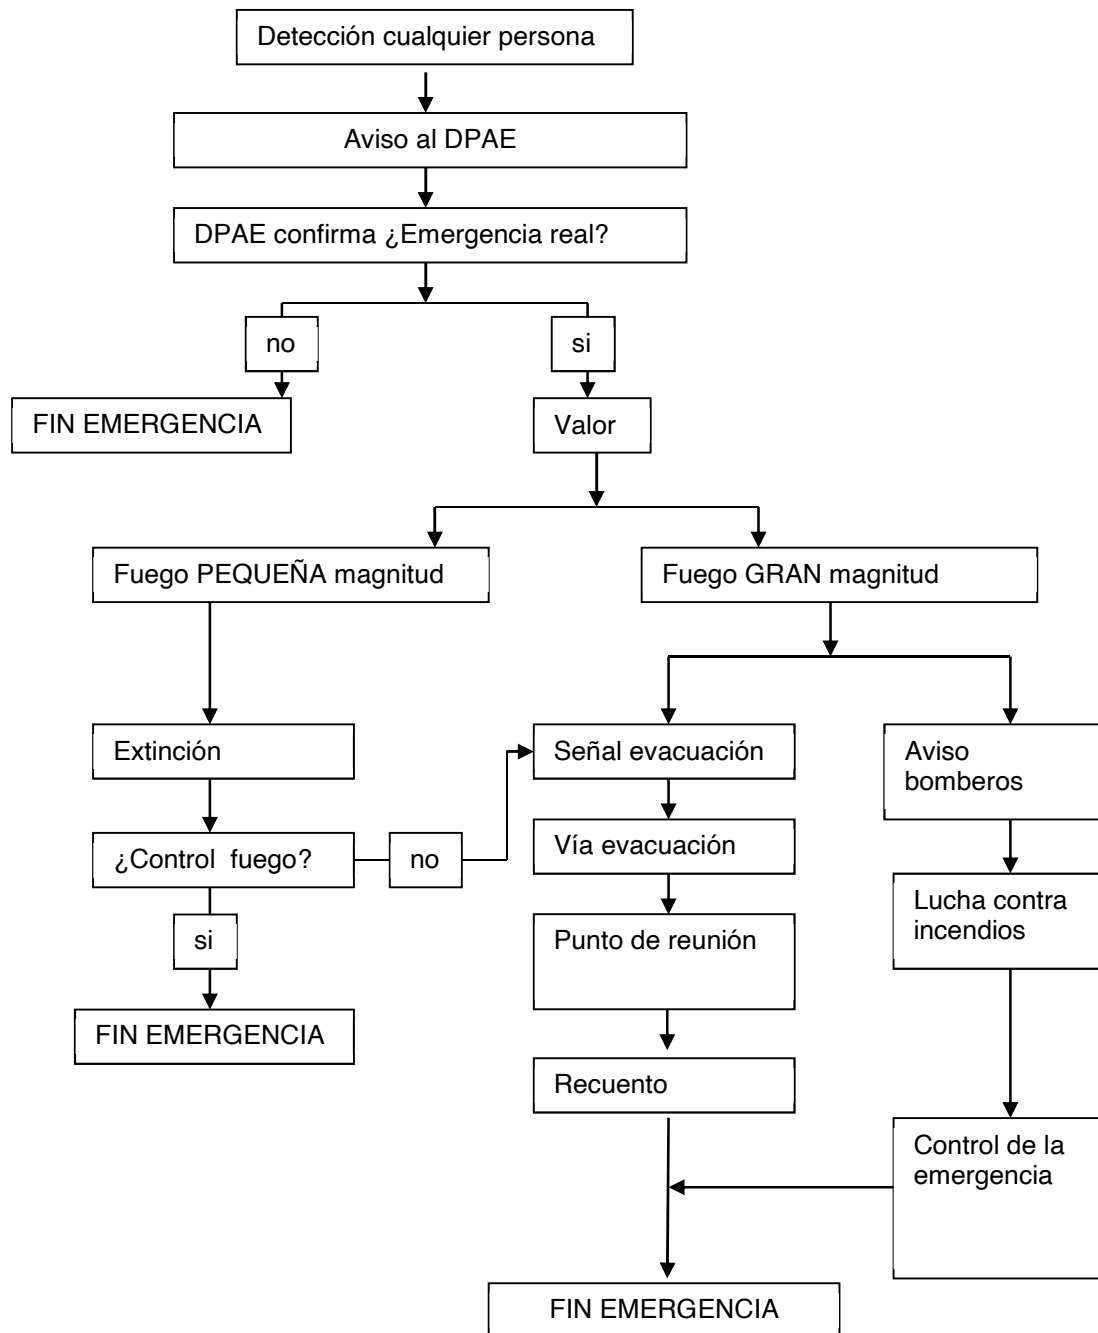 Detección cualquier persona
Aviso al DPAE
DPAE confirma ¿Emergencia real?
no
si
FIN EMERGENCIA
Valor
Fuego PEQUEÑA magnitud
Fuego GRAN magnitud
Extinción
Señal evacuación
Aviso
bomberos
¿Control fuego?
no
Vía evacuación
si
Punto de reunión
Lucha contra
incendios
FIN EMERGENCIA
Recuento
Control de la
emergencia
FIN EMERGENCIA